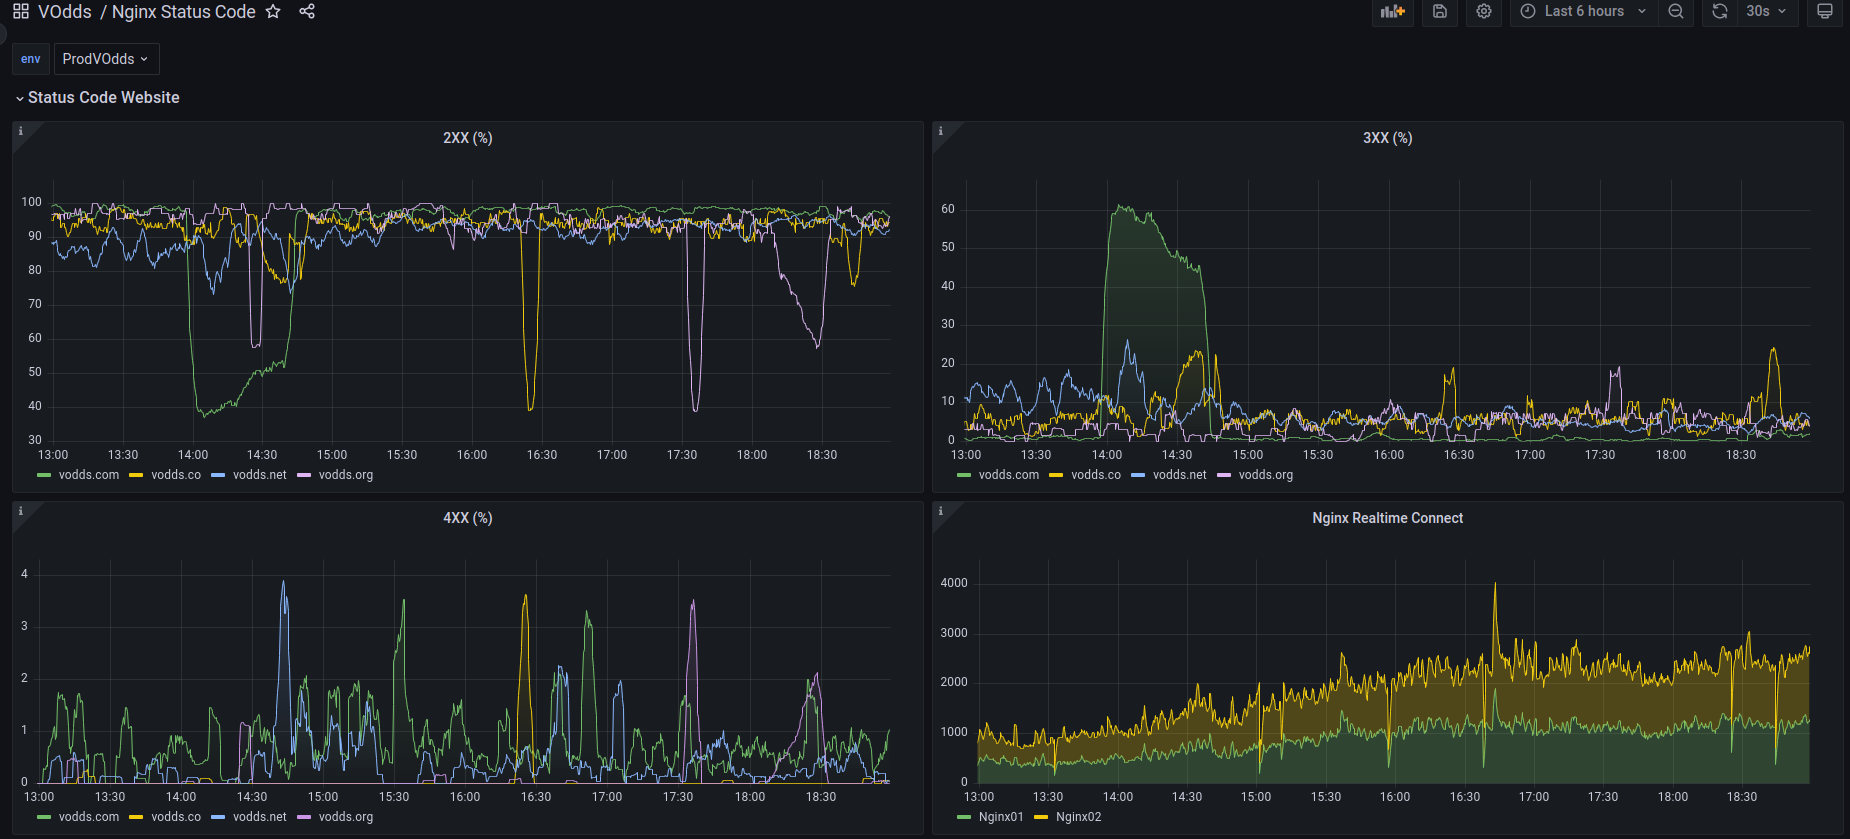 VOdds / Nginx Status Code
Last 6 hours 30s
env ProdVOdds
Status Code Website
i
2XX (%)
100
90
80
70
60
50
40
30
13:00 13:30 14:00 14:30 15:00 15:30 16:00 16:30 17:00 17:30 18:00 18:30
vodds.com vodds.co vodds.net vodds.org
i
3XX (%)
60
50
40
30
20
10
0
13:00 13:30 14:00 14:30 15:00 15:30 16:00 16:30 17:00 17:30 18:00 18:30
vodds.com vodds.co vodds.net vodds.org
i
4XX (%)
4
3
2
1
0
13:00 13:30 14:00 14:30 15:00 15:30 16:00 16:30 17:00 17:30 18:00 18:30
vodds.com vodds.co vodds.net vodds.org
i
Nginx Realtime Connect
4000
3000
2000
1000
0
13:00 13:30 14:00 14:30 15:00 15:30 16:00 16:30 17:00 17:30 18:00 18:30
Nginx01 Nginx02